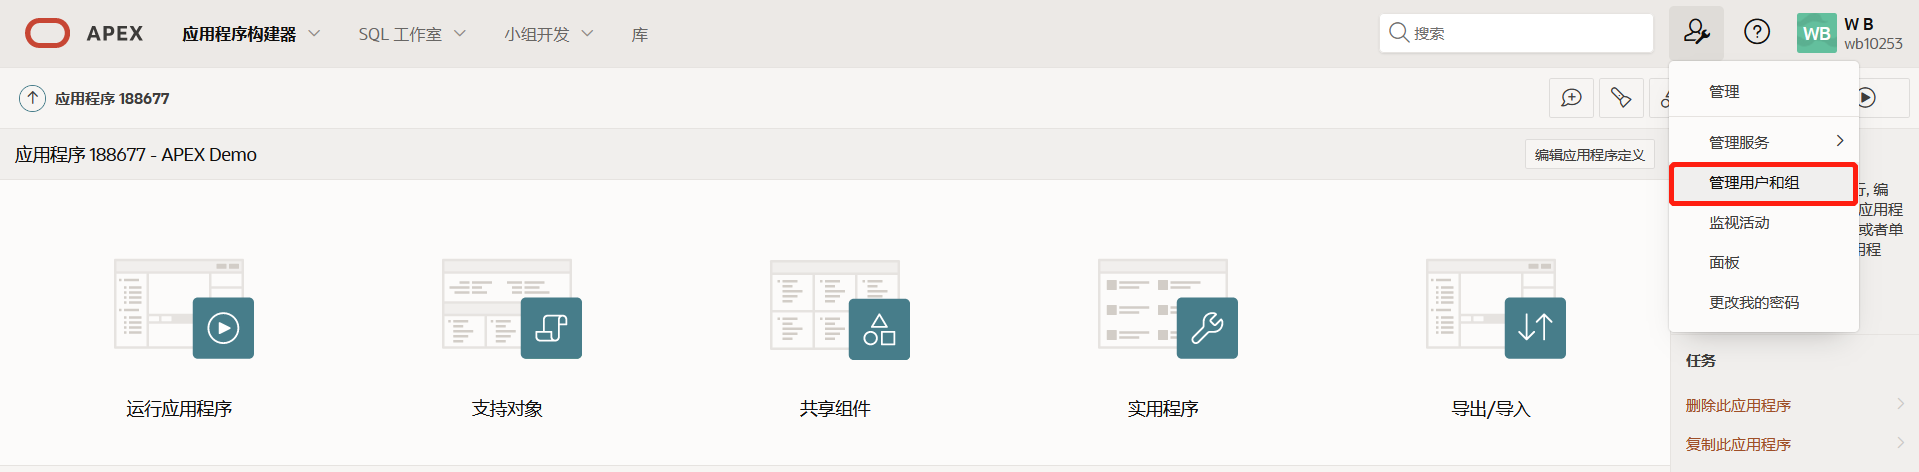 APEX 应用程序构建器 SQL 工作室 小组开发 库 搜索 W B
WB wb10253
应用程序 188677
管理
管理服务
管理用户和组
监视活动
面板
更改我的密码
应用程序 188677 - APEX Demo 编辑应用程序定义
行, 编
应用程
或者单
用程
运行应用程序 支持对象 共享组件 实用程序 导出/导入
任务
删除此应用程序
复制此应用程序